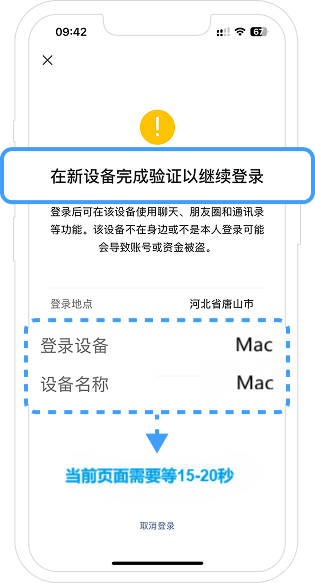 09:42
67
在新设备完成验证以继续登录
登录后可在该设备使用聊天、朋友圈和通讯录
等功能。该设备不在身边或不是本人登录可能
会导致账号或资金被盗。
登录地点 河北省唐山市
登录设备 Mac
设备名称 Mac
当前页面需要等15-20秒
取消登录